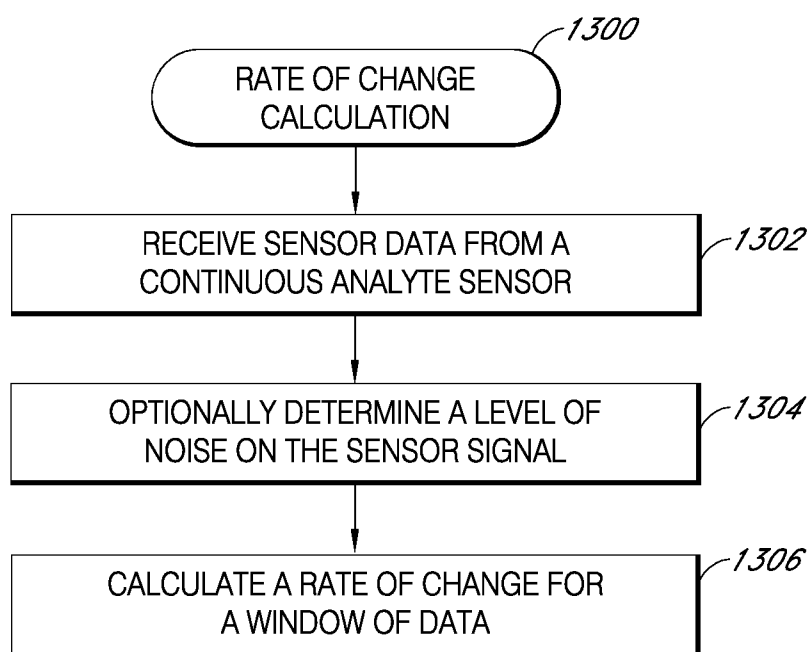 1300
RATE OF CHANGE
CALCULATION
RECEIVE SENSOR DATA FROM A
CONTINUOUS ANALYTE SENSOR
1302
OPTIONALLY DETERMINE A LEVEL OF
NOISE ON THE SENSOR SIGNAL
1304
CALCULATE A RATE OF CHANGE FOR
A WINDOW OF DATA
1306